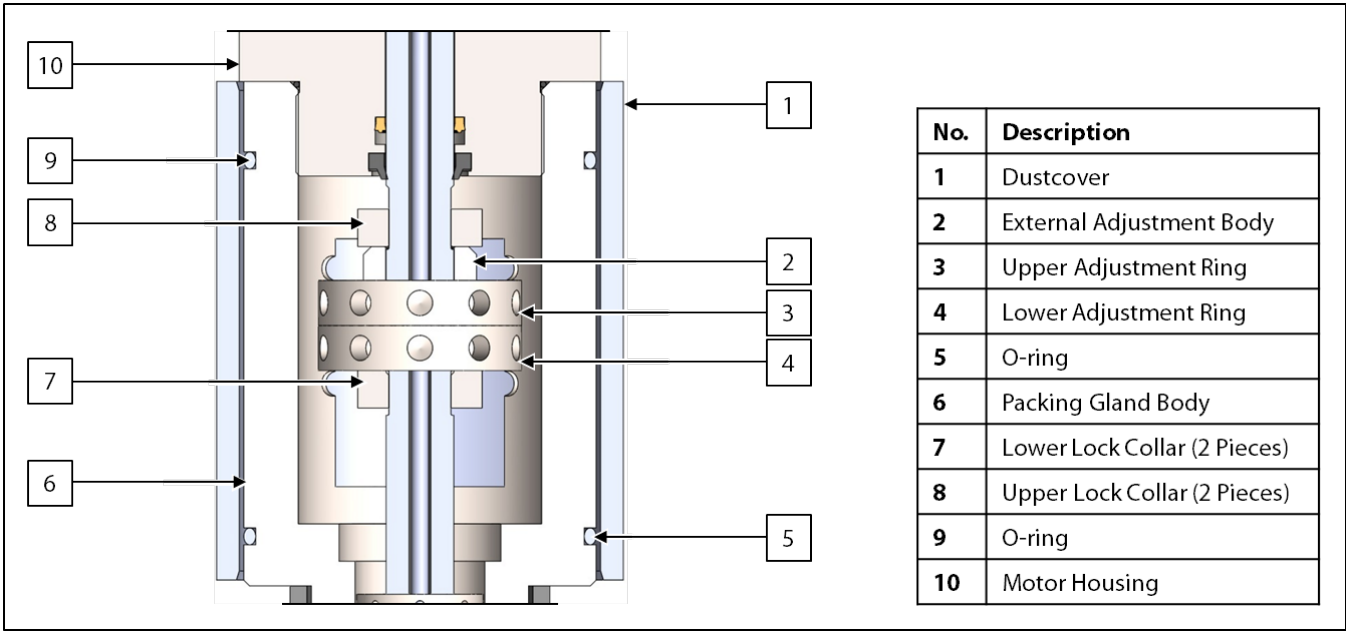 10
1
9
8
2
3
4
7
6
5
No. Description
1 Dustcover
2 External Adjustment Body
3 Upper Adjustment Ring
4 Lower Adjustment Ring
5 O-ring
6 Packing Gland Body
7 Lower Lock Collar (2 Pieces)
8 Upper Lock Collar (2 Pieces)
9 O-ring
10 Motor Housing